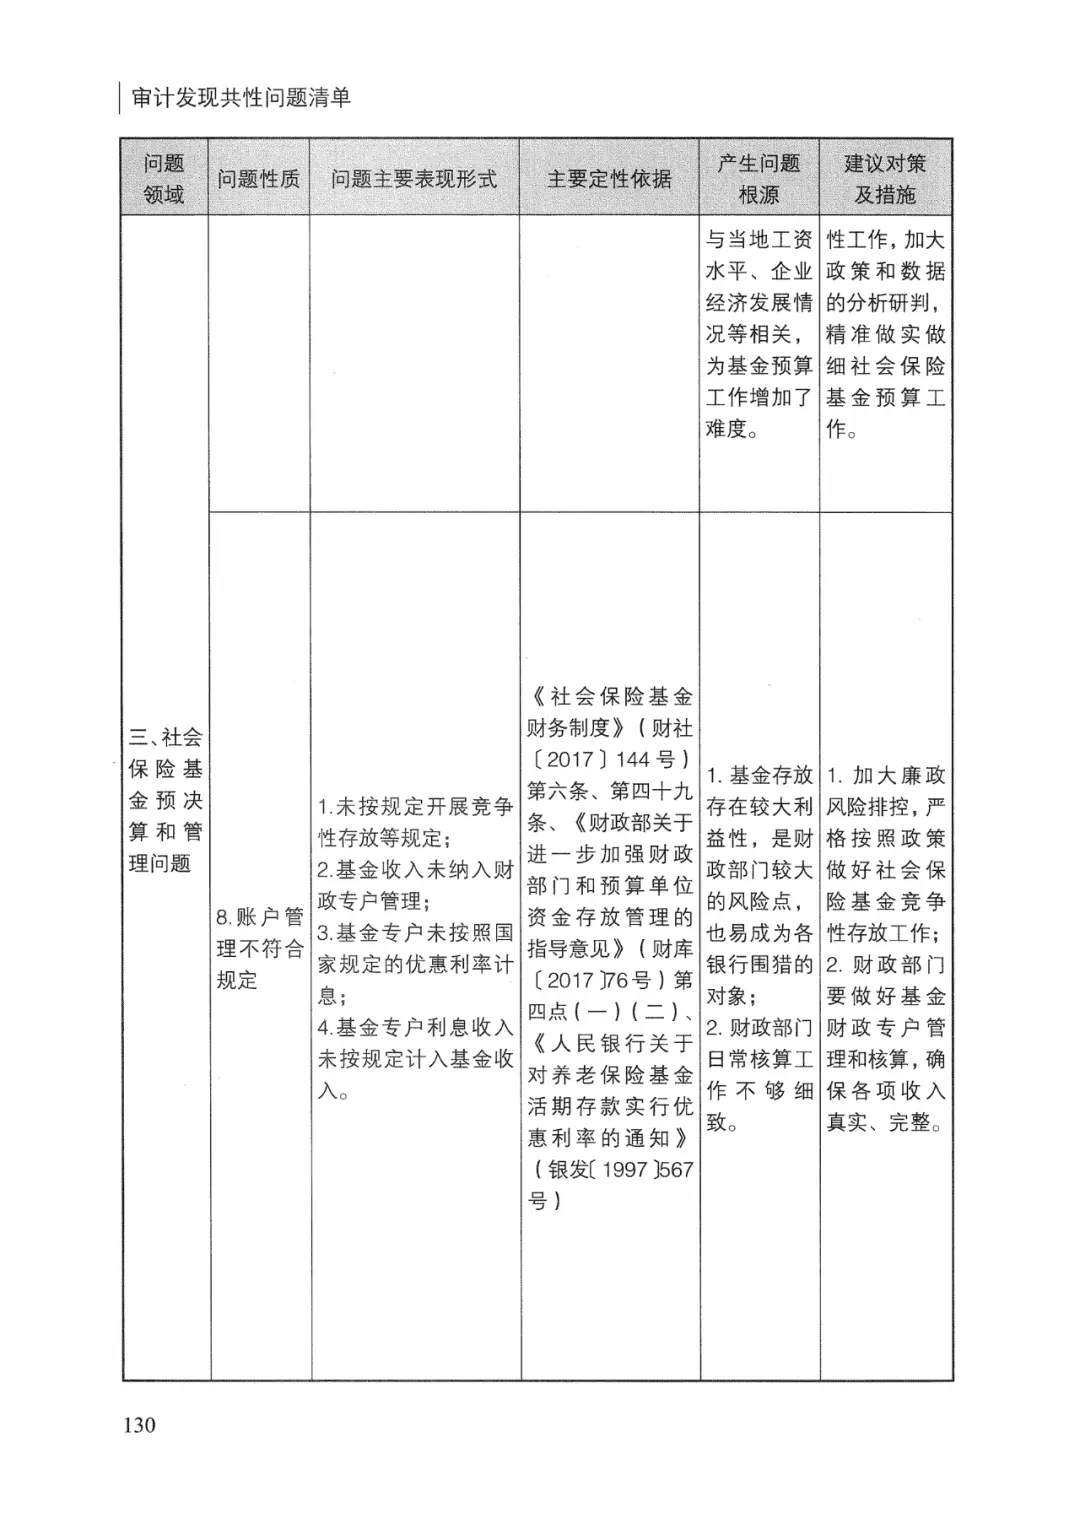 审计发现共性问题清单
问题
领域
问题性质
问题主要表现形式
主要定性依据
产生问题
根源
建议对策
及措施
与当地工资
水平、企业
经济发展情
况等相关，
为基金预算
工作增加了
难度。
性工作，加大
政策和数据
的分析研判，
精准做实做
细社会保险
基金预算工
作。
三、社会
保险基
金预决
算和管
理问题
8.账户管
理不符合
规定
1.未按规定开展竞争
性存放等规定；
2.基金收入未纳入财
政专户管理；
3.基金专户未按照国
家规定的优惠利率计
息；
4.基金专户利息收入
未按规定计入基金收
入。
《社会保险基金
财务制度》（财社
〔2017〕144号）
第六条、第四十九
条、《财政部关于
进一步加强财政
部门和预算单位
资金存放管理的
指导意见》（财库
〔2017〕76号）第
四点（一）（二）、
《人民银行关于
对养老保险基金
活期存款实行优
惠利率的通知》
（银发〔1997〕567
号）
1. 基金存放
存在较大利
益性，是财
政部门较大
的风险点，
也易成为各
银行围猎的
对象；
2. 财政部门
日常核算工
作不够细
致。
1. 加大廉政
风险排控，严
格按照政策
做好社会保
险基金竞争
性存放工作；
2. 财政部门
要做好基金
财政专户管
理和核算，确
保各项收入
真实、完整。
130